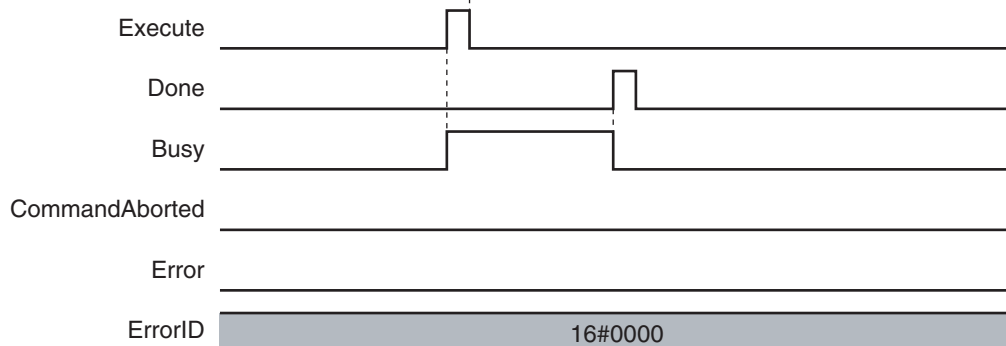 Execute
Done
Busy
CommandAborted
Error
ErrorID 16#0000